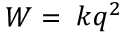 W = kq²